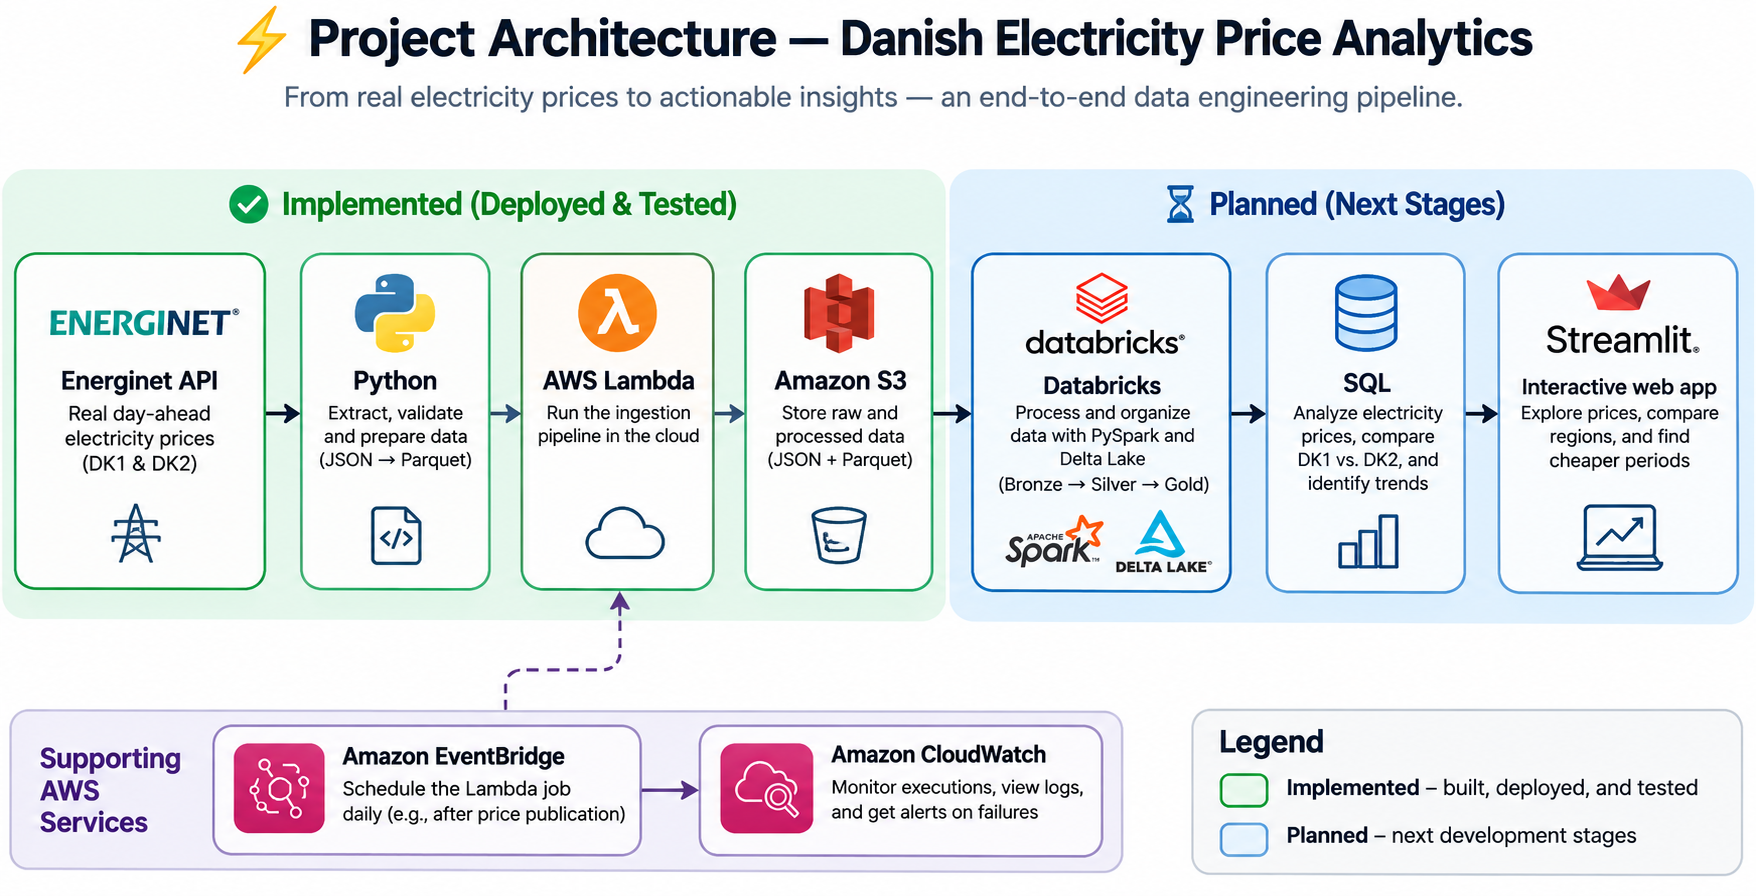 ⚡ Project Architecture — Danish Electricity Price Analytics
From real electricity prices to actionable insights — an end-to-end data engineering pipeline.
Implemented (Deployed & Tested)
ENERGINET®
Energinet API
Real day-ahead
electricity prices
(DK1 & DK2)
Python
Extract, validate
and prepare data
(JSON → Parquet)
</>
λ
AWS Lambda
Run the ingestion
pipeline in the cloud
Amazon S3
Store raw and
processed data
(JSON + Parquet)
Planned (Next Stages)
databricks®
Databricks
Process and organize
data with PySpark and
Delta Lake
(Bronze → Silver → Gold)
APACHE
Spark™
DELTA LAKE®
SQL
Analyze electricity
prices, compare
DK1 vs. DK2, and
identify trends
Streamlit®
Interactive web app
Explore prices, compare
regions, and find
cheaper periods
Supporting
AWS
Services
Amazon EventBridge
Schedule the Lambda job
daily (e.g., after price publication)
Amazon CloudWatch
Monitor executions, view logs,
and get alerts on failures
Legend
Implemented – built, deployed, and tested
Planned – next development stages